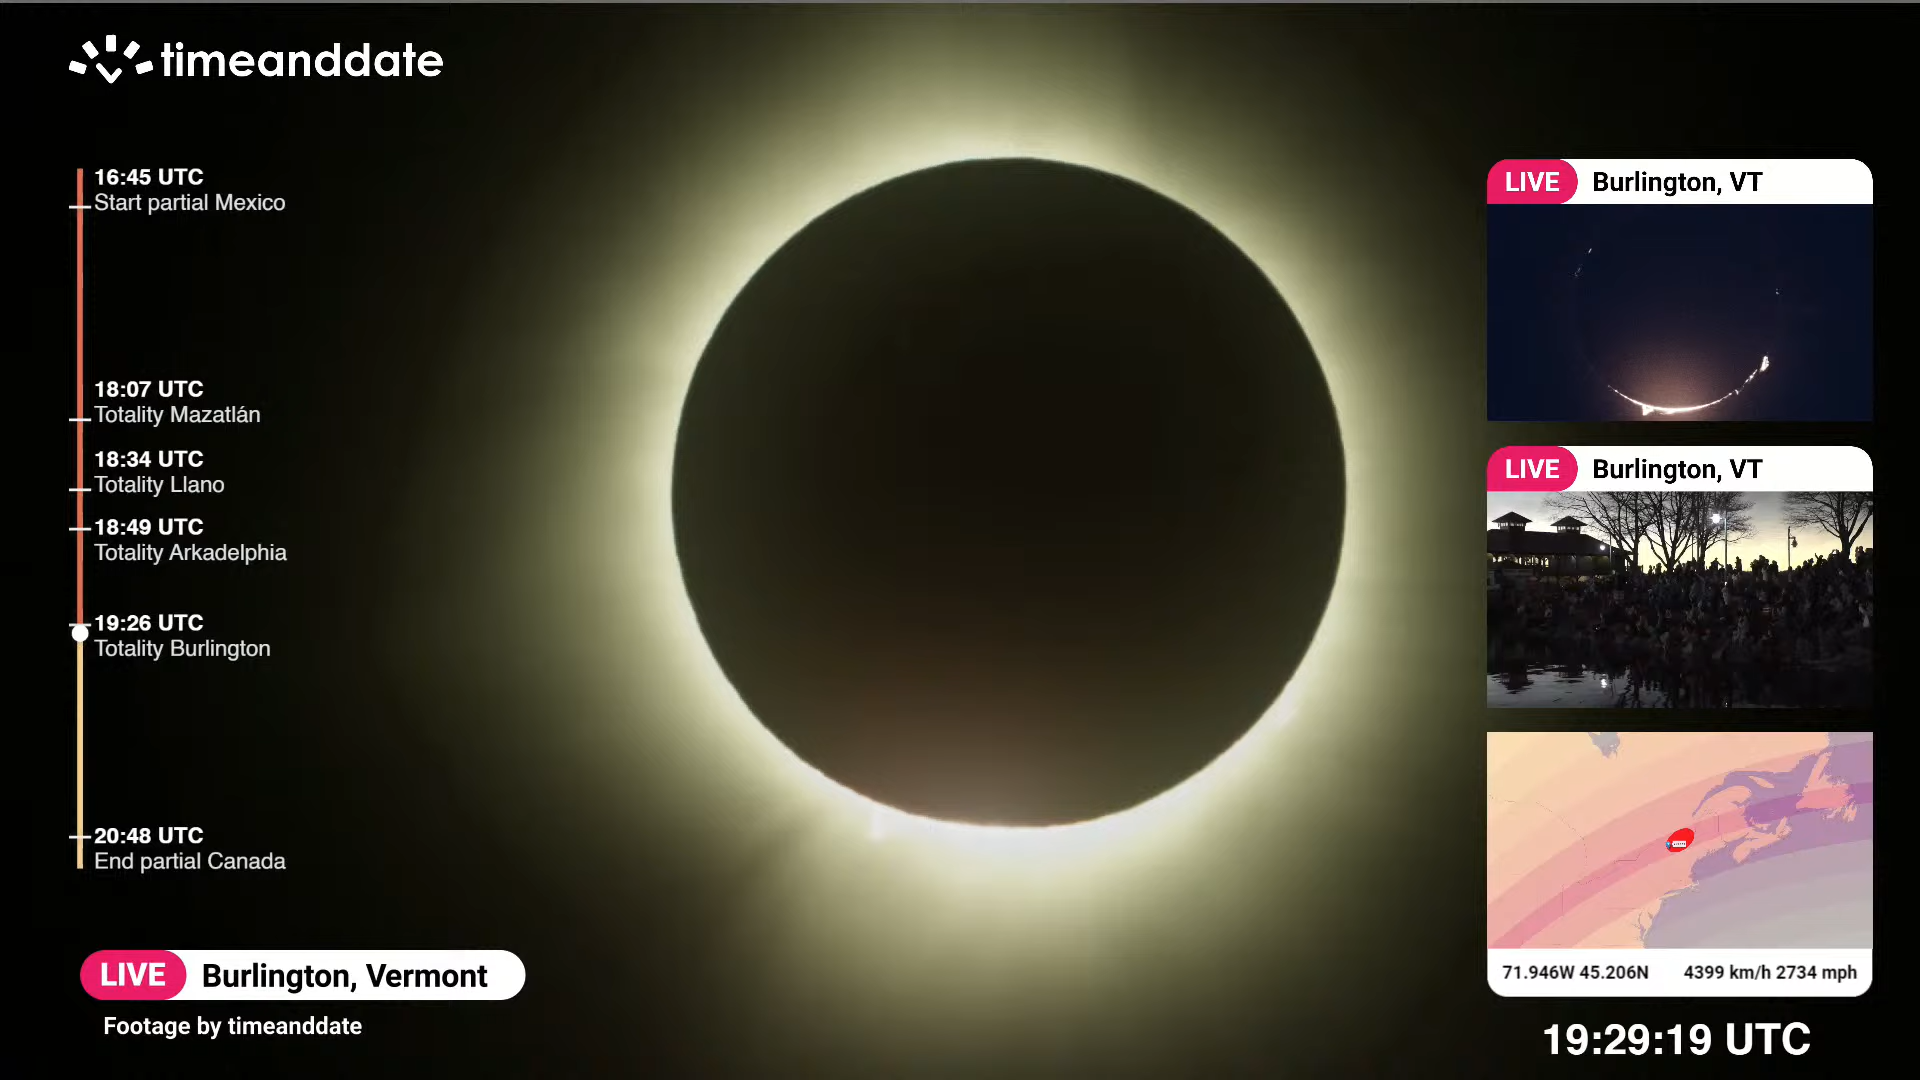 timeanddate
16:45 UTC
Start partial Mexico
18:07 UTC
Totality Mazatlán
18:34 UTC
Totality Llano
18:49 UTC
Totality Arkadelphia
19:26 UTC
Totality Burlington
20:48 UTC
End partial Canada
LIVE Burlington, Vermont
Footage by timeanddate
LIVE Burlington, VT
LIVE Burlington, VT
71.946W 45.206N 4399 km/h 2734 mph
19:29:19 UTC